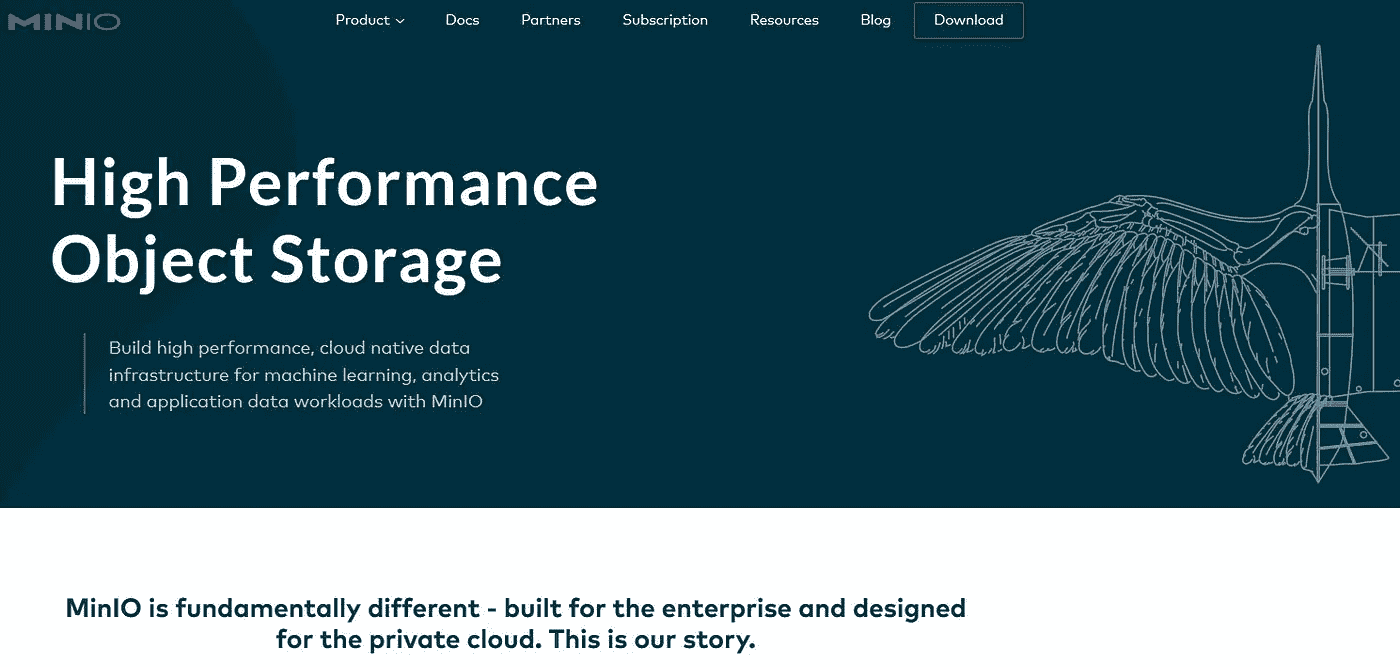 MINIO
Product
Docs
Partners
Subscription
Resources
Blog
Download
High Performance
Object Storage
Build high performance, cloud native data
infrastructure for machine learning, analytics
and application data workloads with MinIO
MinIO is fundamentally different - built for the enterprise and designed
for the private cloud. This is our story.